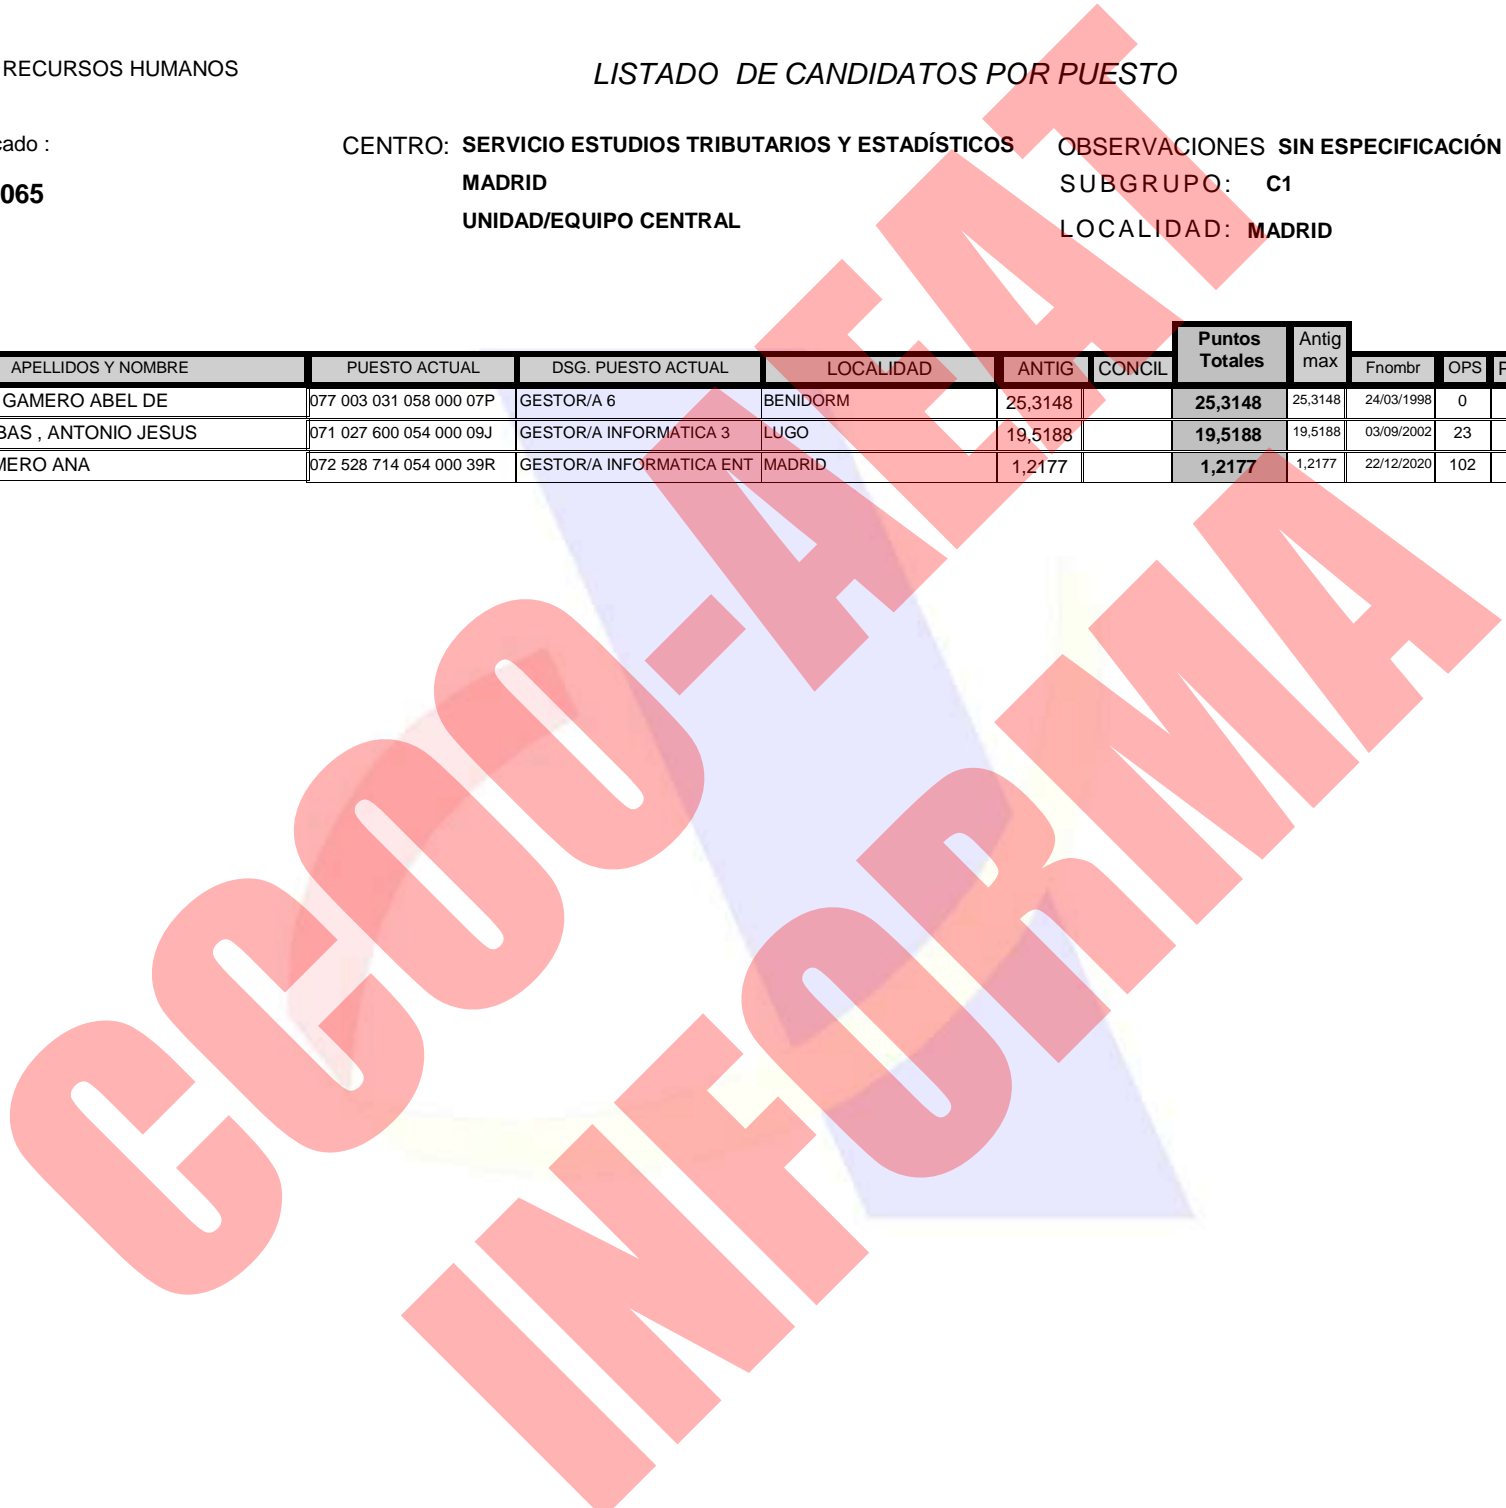 RECURSOS HUMANOS
LISTADO DE CANDIDATOS POR PUESTO
cado :
CENTRO: SERVICIO ESTUDIOS TRIBUTARIOS Y ESTADÍSTICOS
OBSERVACIONES SIN ESPECIFICACIÓN
065
MADRID
SUBGRUPO: C1
UNIDAD/EQUIPO CENTRAL
LOCALIDAD: MADRID
APELLIDOS Y NOMBRE PUESTO ACTUAL DSG. PUESTO ACTUAL LOCALIDAD ANTIG CONCIL Puntos Totales Antig max Fnombr OPS P
GAMERO ABEL DE 077 003 031 058 000 07P GESTOR/A 6 BENIDORM 25,3148 25,3148 25,3148 24/03/1998 0
BAS , ANTONIO JESUS 071 027 600 054 000 09J GESTOR/A INFORMATICA 3 LUGO 19,5188 19,5188 19,5188 03/09/2002 23
MERO ANA 072 528 714 054 000 39R GESTOR/A INFORMATICA ENT MADRID 1,2177 1,2177 1,2177 22/12/2020 102
CCOO-AEAT
INFORMA